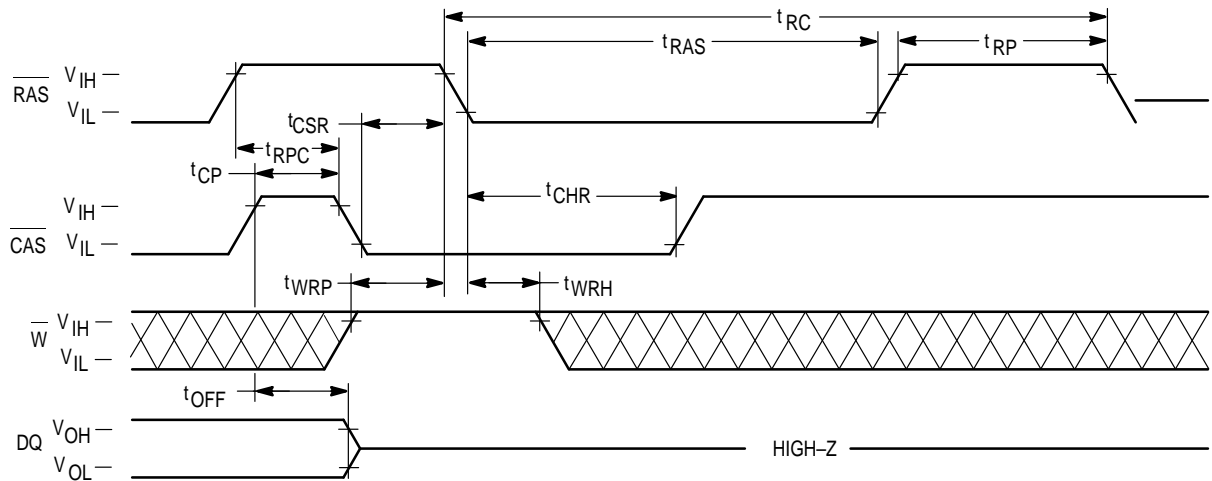 tRC
tRAS
tRP
RAS
VIH
VIL
tCSR
tRPC
tCP
tCHR
CAS
VIH
VIL
tWRP
tWRH
W
VIH
VIL
tOFF
DQ
VOH
VOL
HIGH–Z